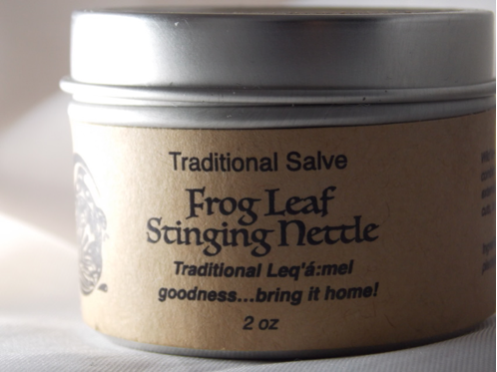 Traditional Salve
Frog Leaf
Stinging Nettle
Traditional Leq'á:mel
goodness...bring it home!
2 oz